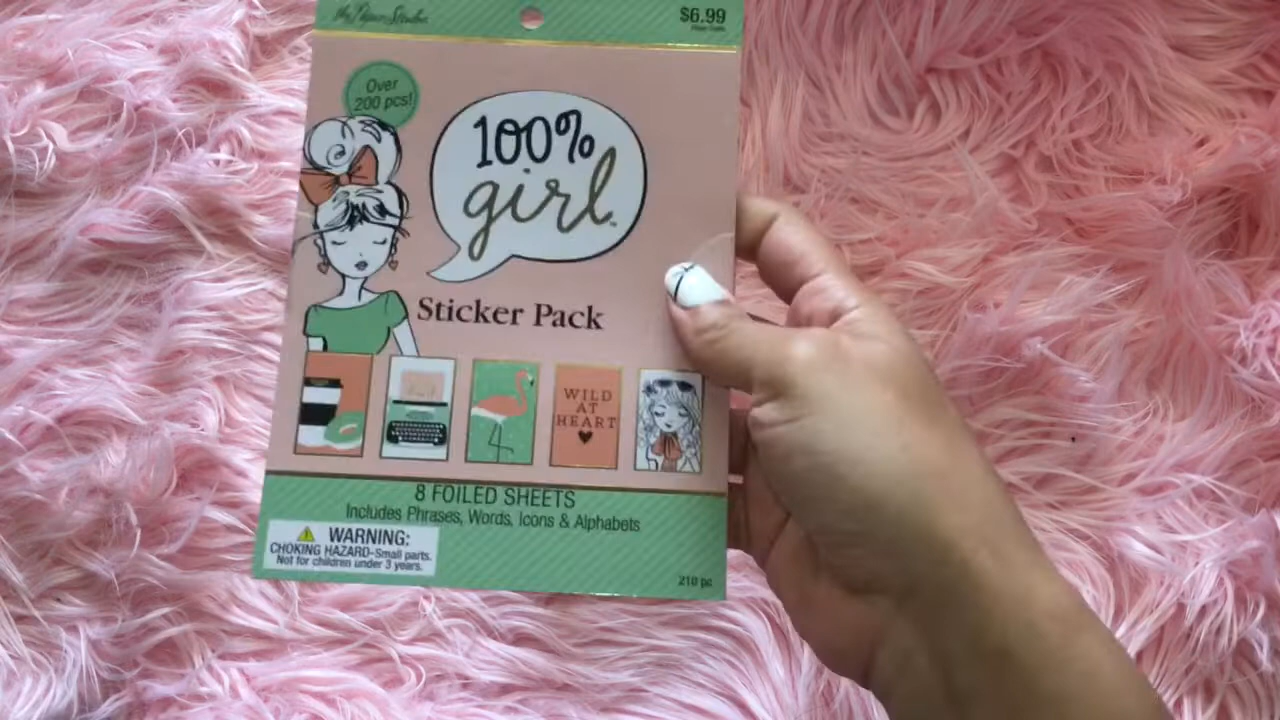 $6.99
Over
200 pcs!
100%
girl
Sticker Pack
WILD
AT
HEART
8 FOILED SHEETS
Includes Phrases, Words, Icons & Alphabets
WARNING:
CHOKING HAZARD-Small parts.
Not for children under 3 years.
210 pc